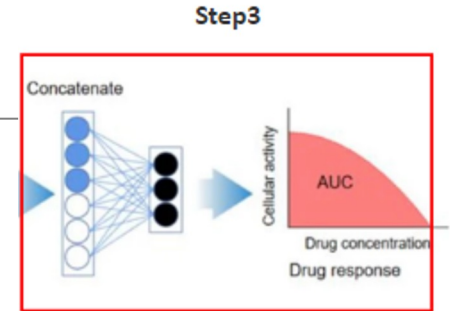 Step3
Concatenate
Cellular activity
AUC
Drug concentration
Drug response